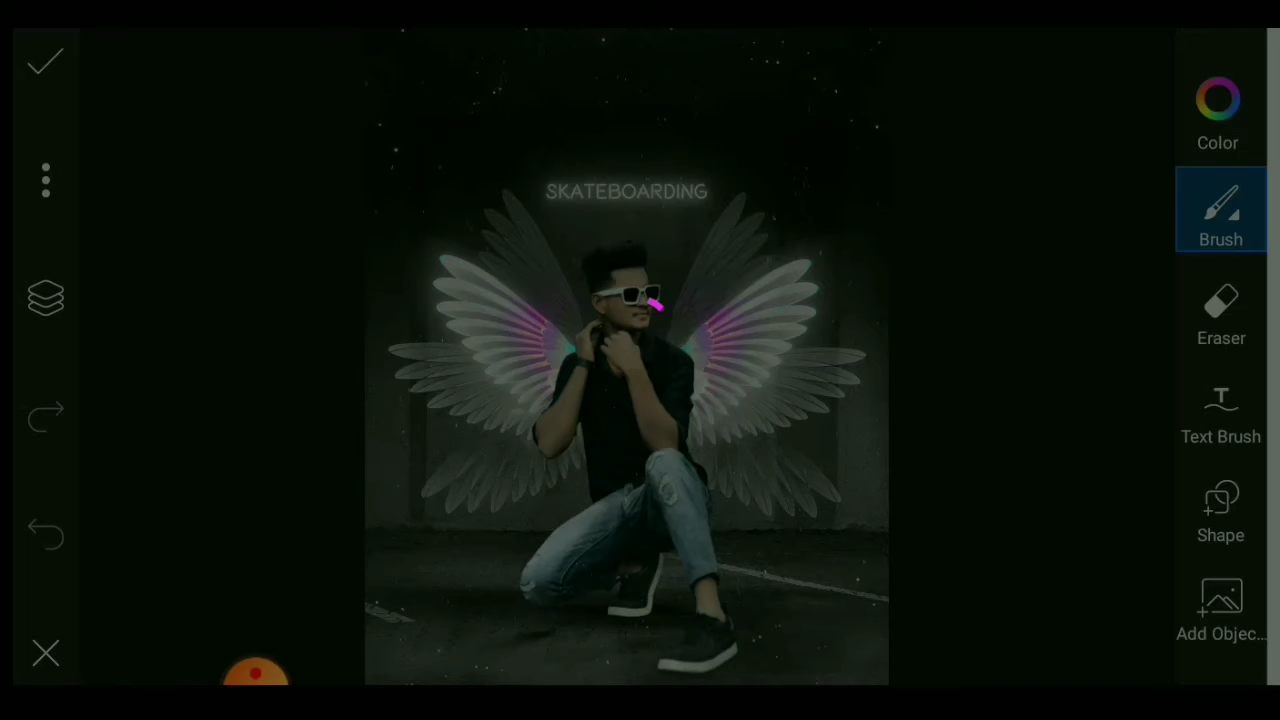 Color
SKATEBOARDING
Brush
Eraser
T
Text Brush
Shape
Add Objec...